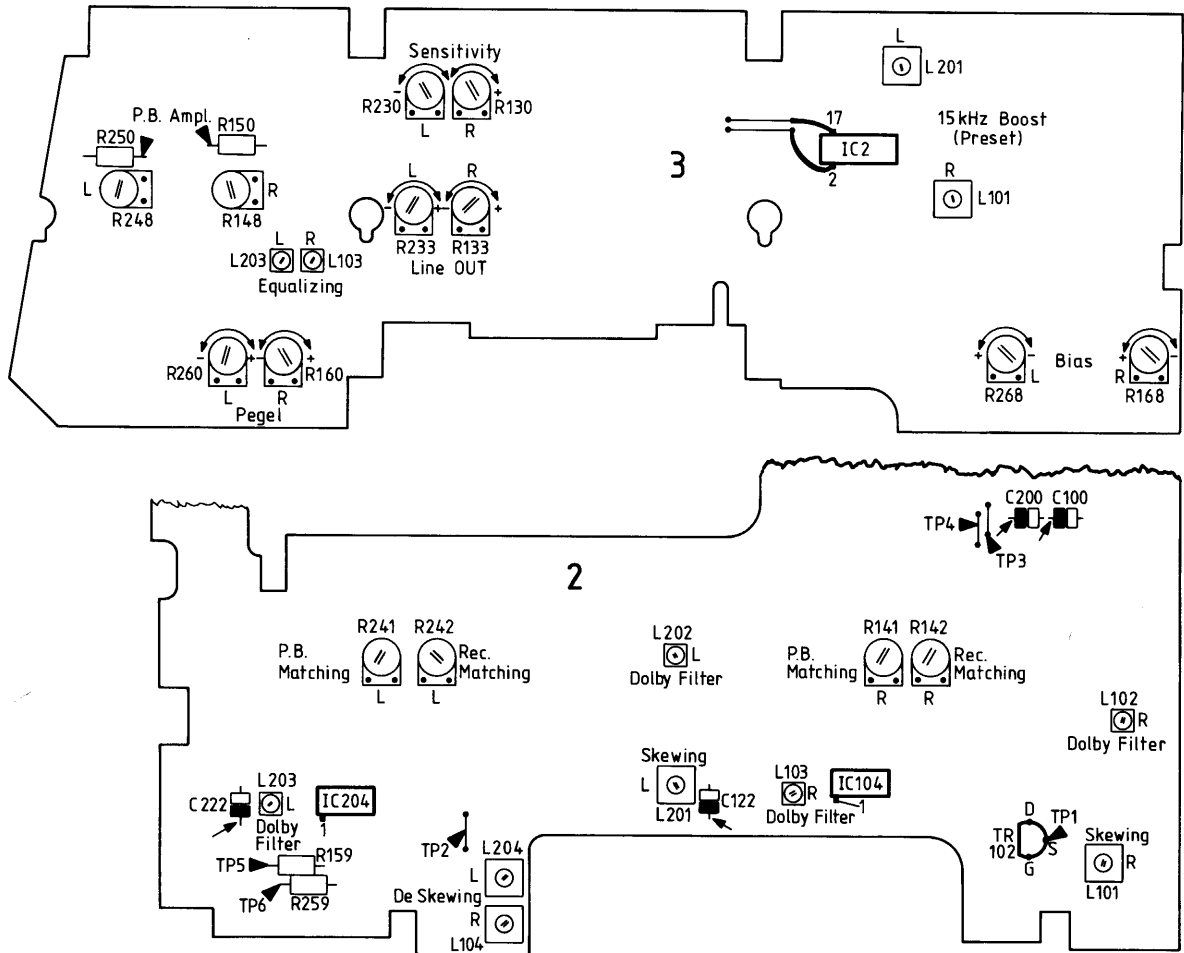 L
L201
Sensitivity
R230 - + - + R130
L R
P.B. Ampl.
R250
R150
L
R248
R148
R
17
IC2
2
15kHz Boost
(Preset)
R
L101
3
L R
- + - +
R233 R133
Line OUT
L R
L203 L103
Equalizing
R260 - + - + R160
L R
Pegel
+ -
L
R268
Bias
+ -
R
R168
C200 C100
TP4
TP3
2
R241 R242
P.B.
Matching
Rec.
Matching
L L
L202
L
Dolby Filter
R141 R142
P.B.
Matching
Rec.
Matching
R R
L102
R
Dolby Filter
C222
L203
L
Dolby
Filter
IC204
1
Skewing
L
L201
C122
L103
R
Dolby Filter
IC104
1
D
TP1
TR
102
S
G
Skewing
R
L101
TP5
R159
TP6
R259
TP2
L204
L
De Skewing
R
L104